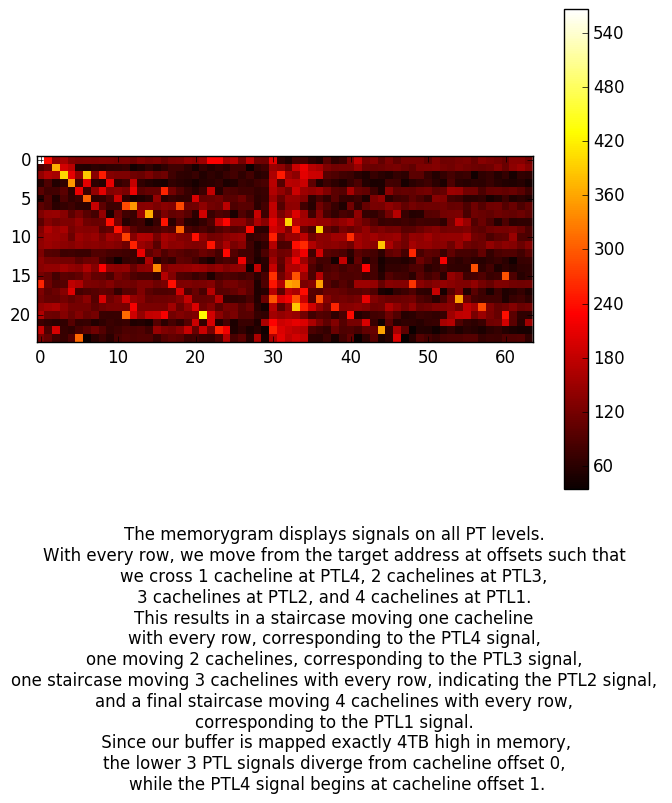 0
5
10
15
20
0 10 20 30 40 50 60
540
480
420
360
300
240
180
120
60
The memorygram displays signals on all PT levels.
With every row, we move from the target address at offsets such that
we cross 1 cacheline at PTL4, 2 cachelines at PTL3,
3 cachelines at PTL2, and 4 cachelines at PTL1.
This results in a staircase moving one cacheline
with every row, corresponding to the PTL4 signal,
one moving 2 cachelines, corresponding to the PTL3 signal,
one staircase moving 3 cachelines with every row, indicating the PTL2 signal,
and a final staircase moving 4 cachelines with every row,
corresponding to the PTL1 signal.
Since our buffer is mapped exactly 4TB high in memory,
the lower 3 PTL signals diverge from cacheline offset 0,
while the PTL4 signal begins at cacheline offset 1.